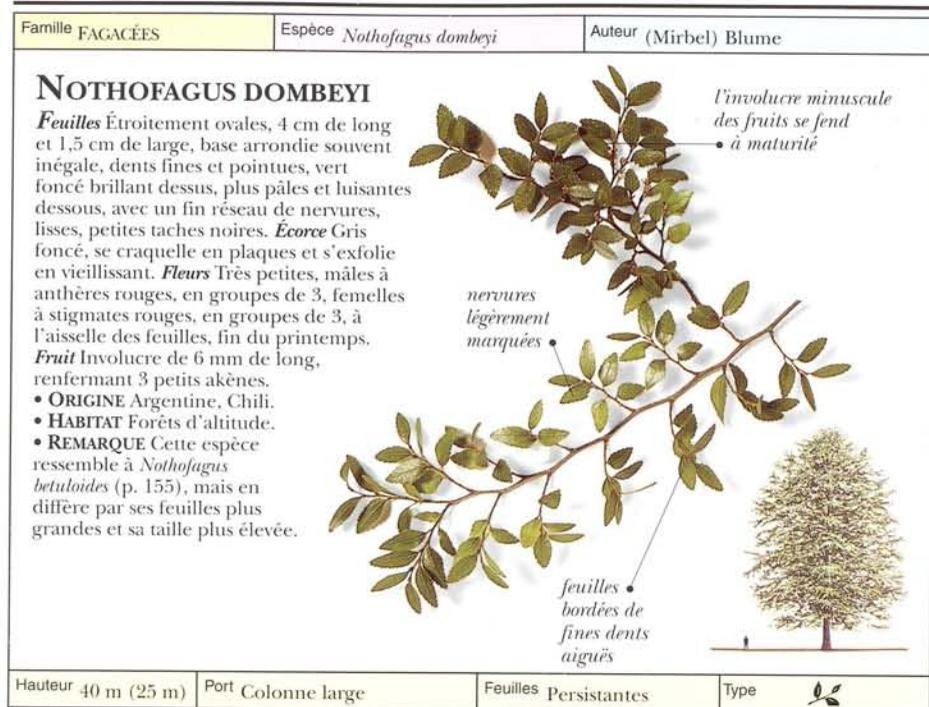 Famille FAGACÉES
Espèce Nothofagus dombeyi
Auteur (Mirbel) Blume
NOTHOFAGUS DOMBEYI
Feuilles Étroitement ovales, 4 cm de long
et 1,5 cm de large, base arrondie souvent
inégale, dents fines et pointues, vert
foncé brillant dessus, plus pâles et luisantes
dessous, avec un fin réseau de nervures,
lisses, petites taches noires. Écorce Gris
foncé, se craquelle en plaques et s'exfolie
en vieillissant. Fleurs Très petites, mâles à
anthères rouges, en groupes de 3, femelles
à stigmates rouges, en groupes de 3, à
l'aisselle des feuilles, fin du printemps.
Fruit Involucre de 6 mm de long,
renfermant 3 petits akènes.
• ORIGINE Argentine, Chili.
• HABITAT Forêts d'altitude.
• REMARQUE Cette espèce
ressemble à Nothofagus
betuloides (p. 155), mais en
diffère par ses feuilles plus
grandes et sa taille plus élevée.
l'involucre minuscule
des fruits se fend
• à maturité
nervures
légèrement
marquées •
feuilles •
bordées de
fines dents
aiguës
Hauteur 40 m (25 m)
Port Colonne large
Feuilles Persistantes
Type